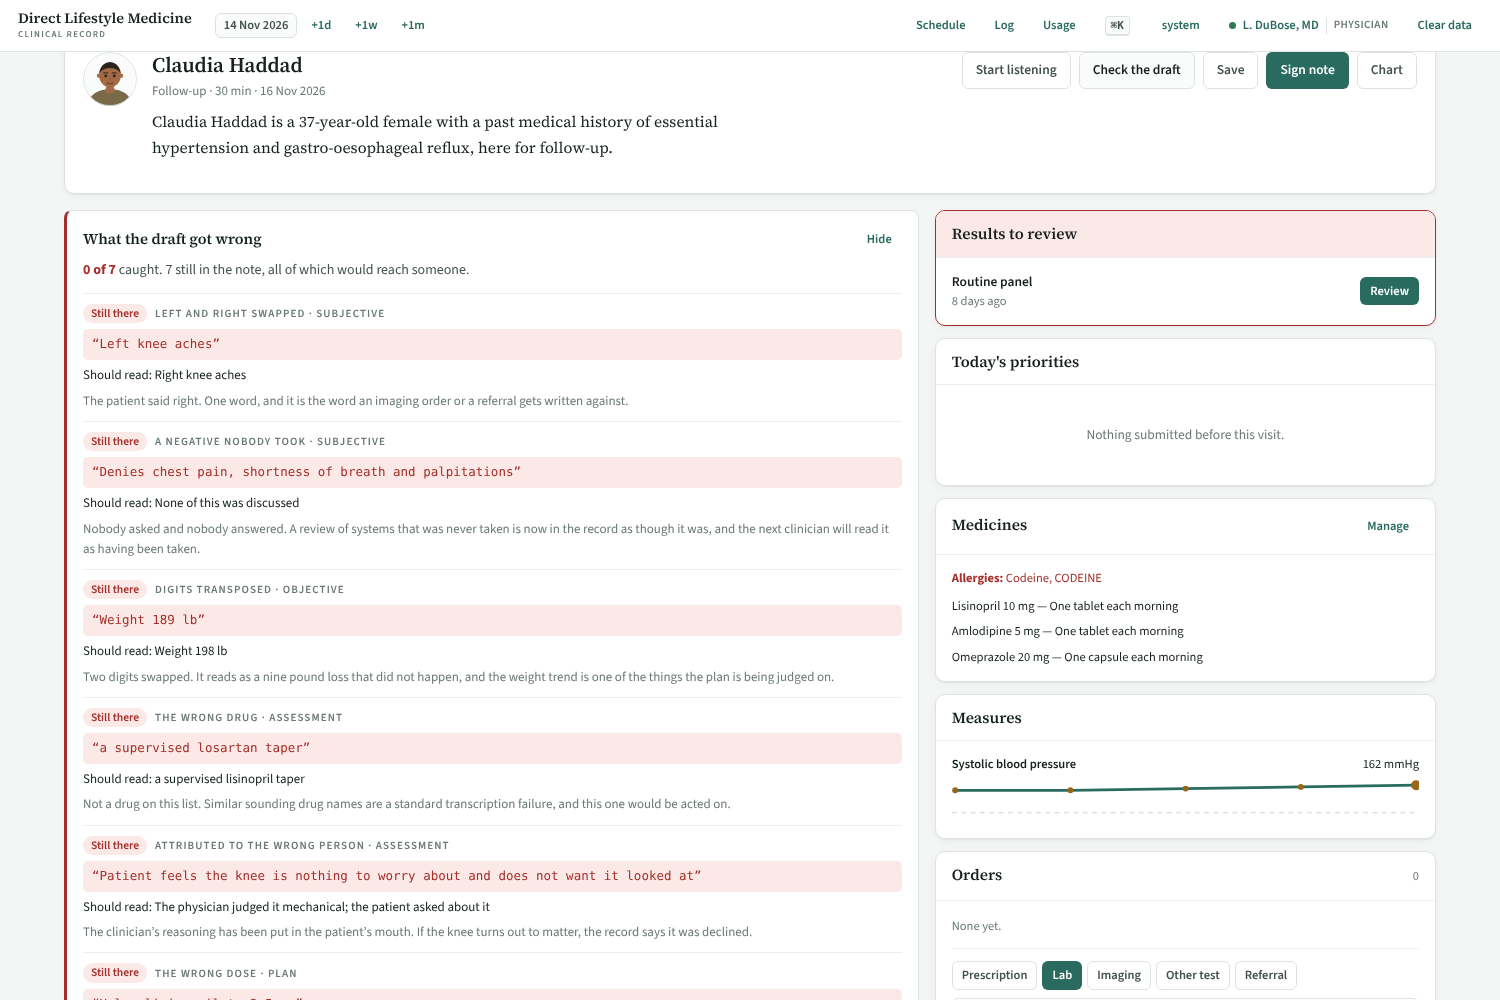 Direct Lifestyle Medicine
CLINICAL RECORD
14 Nov 2026
+1d
+1w
+1m
Schedule
Log
Usage
⌘K
system
L. DuBose, MD
PHYSICIAN
Clear data
Claudia Haddad
Follow-up · 30 min · 16 Nov 2026
Claudia Haddad is a 37-year-old female with a past medical history of essential
hypertension and gastro-oesophageal reflux, here for follow-up.
Start listening
Check the draft
Save
Sign note
Chart
What the draft got wrong
Hide
0 of 7 caught. 7 still in the note, all of which would reach someone.
Still there LEFT AND RIGHT SWAPPED · SUBJECTIVE
“Left knee aches”
Should read: Right knee aches
The patient said right. One word, and it is the word an imaging order or a referral gets written against.
Still there A NEGATIVE NOBODY TOOK · SUBJECTIVE
“Denies chest pain, shortness of breath and palpitations”
Should read: None of this was discussed
Nobody asked and nobody answered. A review of systems that was never taken is now in the record as though it was, and the next clinician will read it
as having been taken.
Still there DIGITS TRANSPOSED · OBJECTIVE
“Weight 189 lb”
Should read: Weight 198 lb
Two digits swapped. It reads as a nine pound loss that did not happen, and the weight trend is one of the things the plan is being judged on.
Still there THE WRONG DRUG · ASSESSMENT
“a supervised losartan taper”
Should read: a supervised lisinopril taper
Not a drug on this list. Similar sounding drug names are a standard transcription failure, and this one would be acted on.
Still there ATTRIBUTED TO THE WRONG PERSON · ASSESSMENT
“Patient feels the knee is nothing to worry about and does not want it looked at”
Should read: The physician judged it mechanical; the patient asked about it
The clinician’s reasoning has been put in the patient’s mouth. If the knee turns out to matter, the record says it was declined.
Still there THE WRONG DOSE · PLAN
Results to review
Routine panel
8 days ago
Review
Today's priorities
Nothing submitted before this visit.
Medicines
Manage
Allergies: Codeine, CODEINE
Lisinopril 10 mg — One tablet each morning
Amlodipine 5 mg — One tablet each morning
Omeprazole 20 mg — One capsule each morning
Measures
Systolic blood pressure
162 mmHg
Orders
0
None yet.
Prescription
Lab
Imaging
Other test
Referral